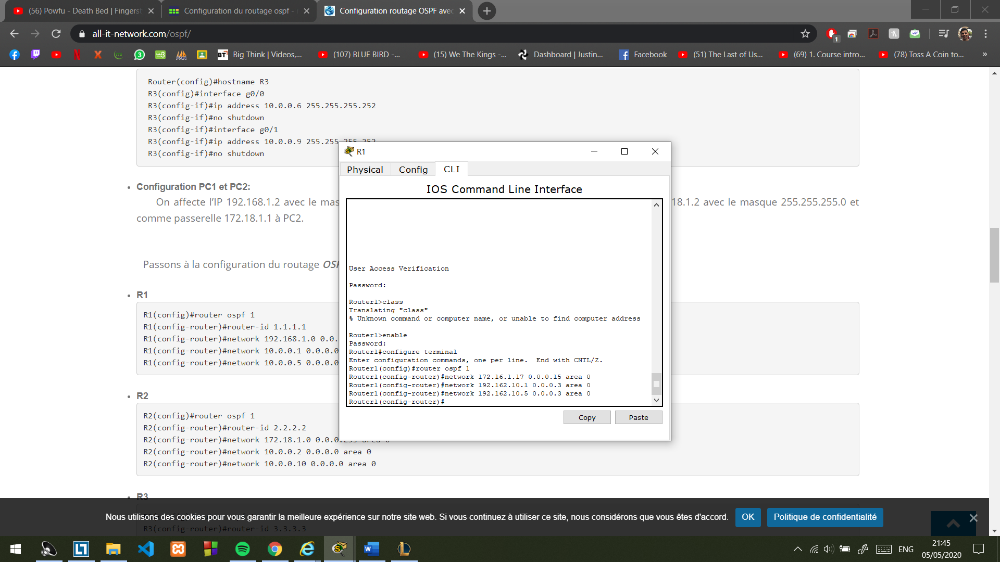 (56) Powfu - Death Bed | Fingerst
Configuration du routage ospf -
Configuration routage OSPF avec
all-it-network.com/ospf/
1
BT Big Think | Videos,...
(107) BLUE BIRD -...
(15) We The Kings -...
Dashboard | Justin...
Facebook
(51) The Last of Us...
(69) 1. Course intro...
(78) Toss A Coin to...
»
Router(config)#hostname R3
R3(config)#interface g0/0
R3(config-if)#ip address 10.0.0.6 255.255.255.252
R3(config-if)#no shutdown
R3(config-if)#interface g0/1
R3(config-if)#ip address 10.0.0.9 255.255.255.252
R3(config-if)#no shutdown
• Configuration PC1 et PC2:
On affecte l’IP 192.168.1.2 avec le mas
18.1.2 avec le masque 255.255.255.0 et
comme passerelle 172.18.1.1 à PC2.
Passons à la configuration du routage OSP
• R1
R1(config)#router ospf 1
R1(config-router)#router-id 1.1.1.1
R1(config-router)#network 192.168.1.0 0.0.
R1(config-router)#network 10.0.0.1 0.0.0.0
R1(config-router)#network 10.0.0.5 0.0.0.0
• R2
R2(config)#router ospf 1
R2(config-router)#router-id 2.2.2.2
R2(config-router)#network 172.18.1.0 0.0.0.255 area 0
R2(config-router)#network 10.0.0.2 0.0.0.0 area 0
R2(config-router)#network 10.0.0.10 0.0.0.0 area 0
• R3
R3(config-router)#router-id 3.3.3.3
R1
Physical
Config
CLI
IOS Command Line Interface
User Access Verification
Password:
Router1>class
Translating "class"
% Unknown command or computer name, or unable to find computer address
Router1>enable
Password:
Router1#configure terminal
Enter configuration commands, one per line.  End with CNTL/Z.
Router1(config)#router ospf 1
Router1(config-router)#network 172.16.1.17 0.0.0.15 area 0
Router1(config-router)#network 192.162.10.1 0.0.0.3 area 0
Router1(config-router)#network 192.162.10.5 0.0.0.3 area 0
Router1(config-router)#
Copy
Paste
Nous utilisons des cookies pour vous garantir la meilleure expérience sur notre site web. Si vous continuez à utiliser ce site, nous considérons que vous êtes d'accord.
OK
Politique de confidentialité
ENG
21:45
05/05/2020